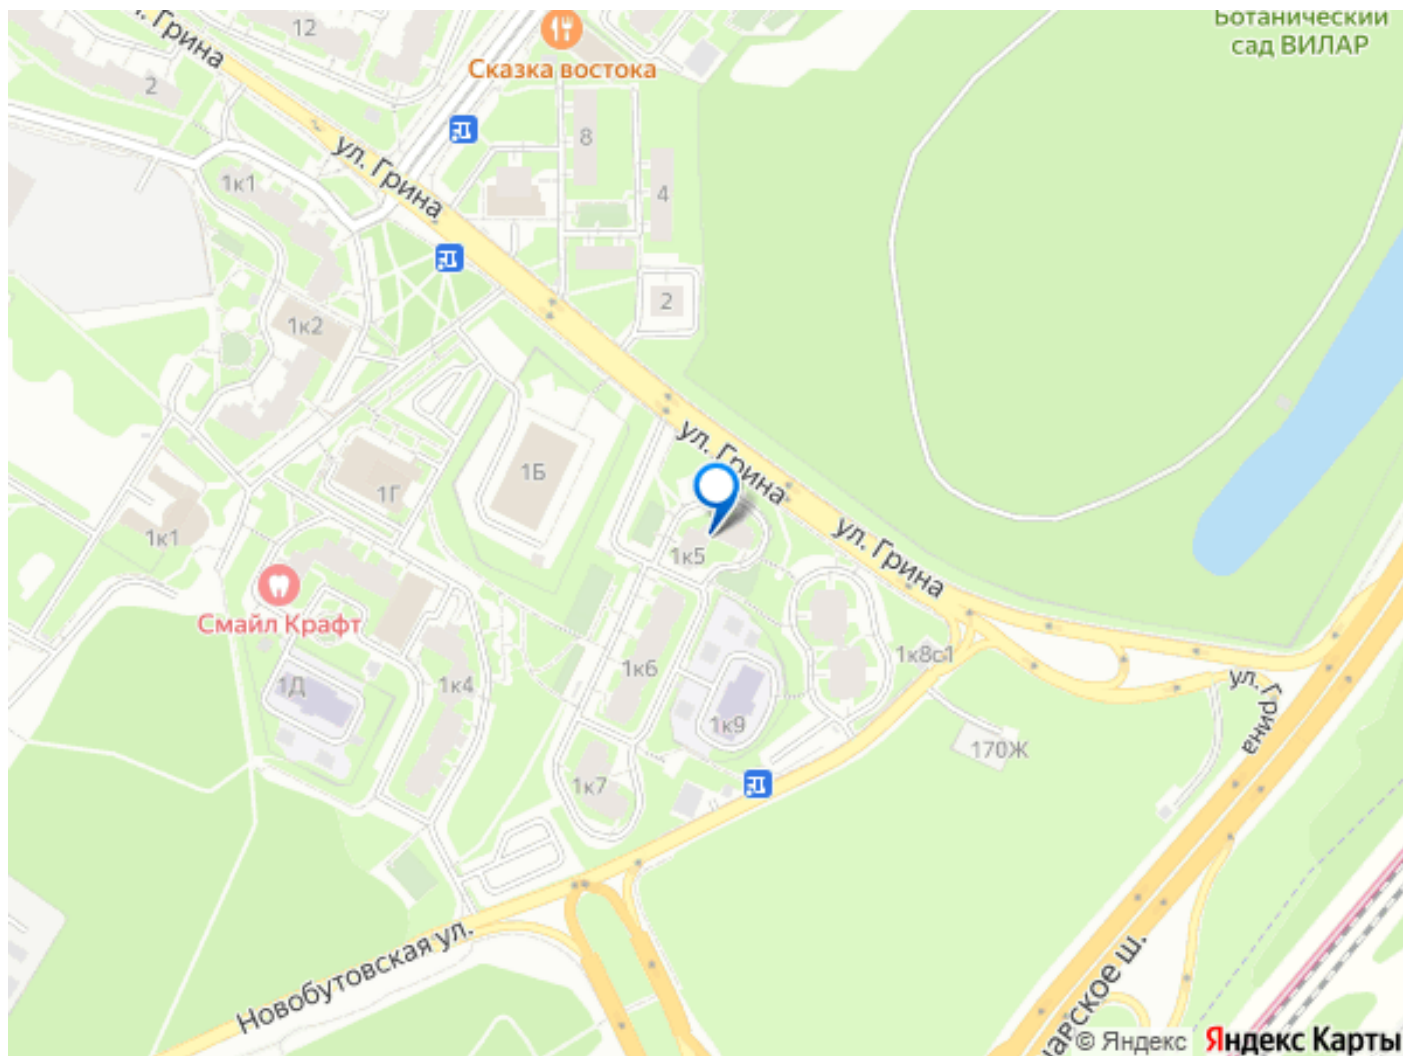 Ботанический
сад ВИЛАР
ул. Грина
12
Сказка востока
2
8
ул. Грина
1к1
4
2
1к2
ул. Грина
1Б
1Г
1к1
1к5
ул. Грина
Смайл Крафт
1к8с1
1к6
1к4
1Д
ул. Грина
1к9
170Ж
1к7
Новобутовская ул.
© Яндекс
Яндекс Карты